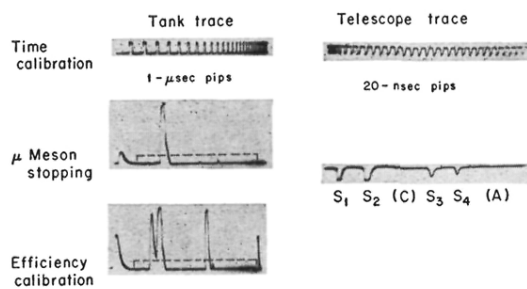 Tank trace
Telescope trace
Time
calibration
1-μsec pips
20-nsec pips
μ Meson
stopping
S₁ S₂ (C) S₃ S₄ (A)
Efficiency
calibration